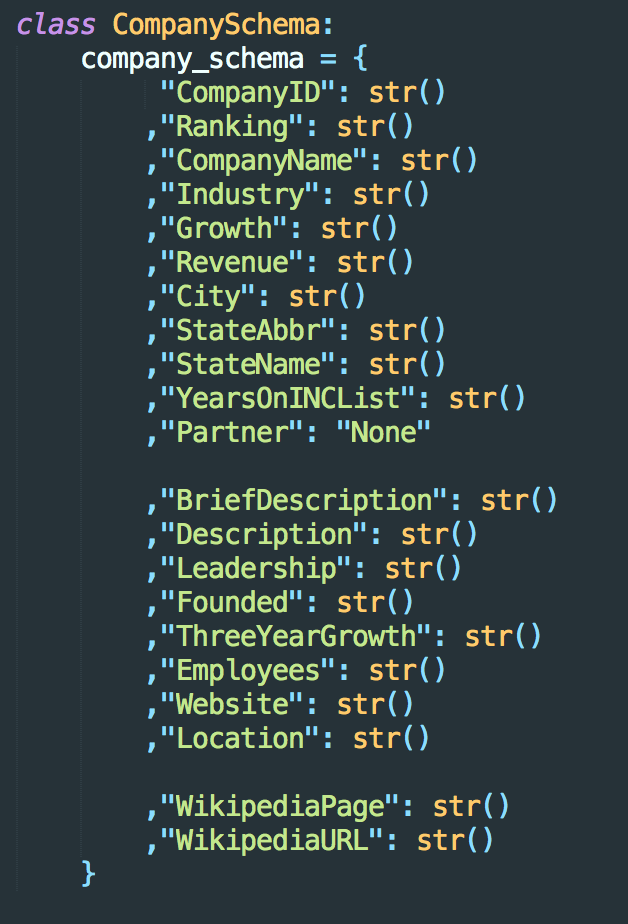 class CompanySchema:
    company_schema = {
         "CompanyID": str()
        ,"Ranking": str()
        ,"CompanyName": str()
        ,"Industry": str()
        ,"Growth": str()
        ,"Revenue": str()
        ,"City": str()
        ,"StateAbbr": str()
        ,"StateName": str()
        ,"YearsOnINCList": str()
        ,"Partner": "None"

        ,"BriefDescription": str()
        ,"Description": str()
        ,"Leadership": str()
        ,"Founded": str()
        ,"ThreeYearGrowth": str()
        ,"Employees": str()
        ,"Website": str()
        ,"Location": str()

        ,"WikipediaPage": str()
        ,"WikipediaURL": str()
    }